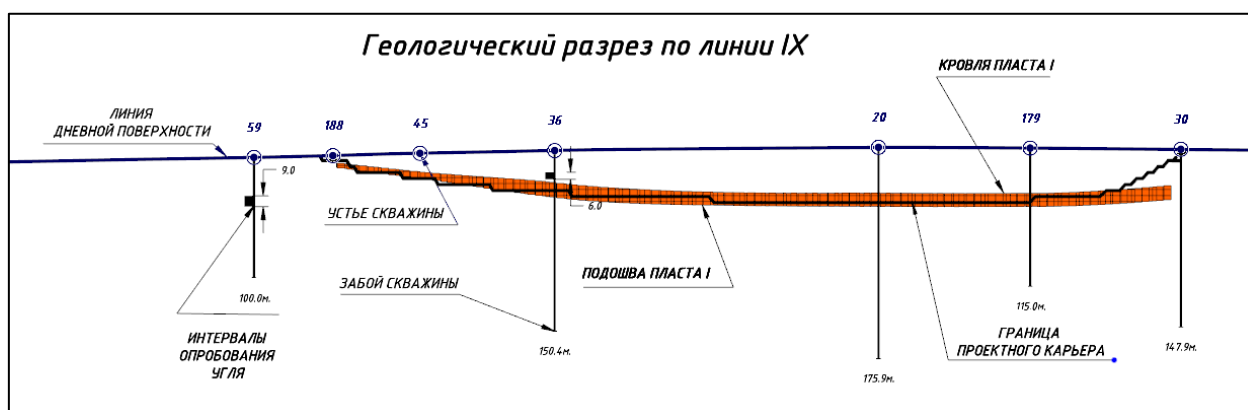 Геологический разрез по линии IX
КРОВЛЯ ПЛАСТА I
ЛИНИЯ
ДНЕВНОЙ ПОВЕРХНОСТИ
59
188
45
36
20
179
30
9.0
6.0
УСТЬЕ СКВАЖИНЫ
ЗАБОЙ СКВАЖИНЫ
ПОДОШВА ПЛАСТА I
100.0м.
115.0м.
ИНТЕРВАЛЫ
ОПРОБОВАНИЯ
УГЛЯ
ГРАНИЦА
ПРОЕКТНОГО КАРЬЕРА
150.4м.
147.9м.
175.9м.